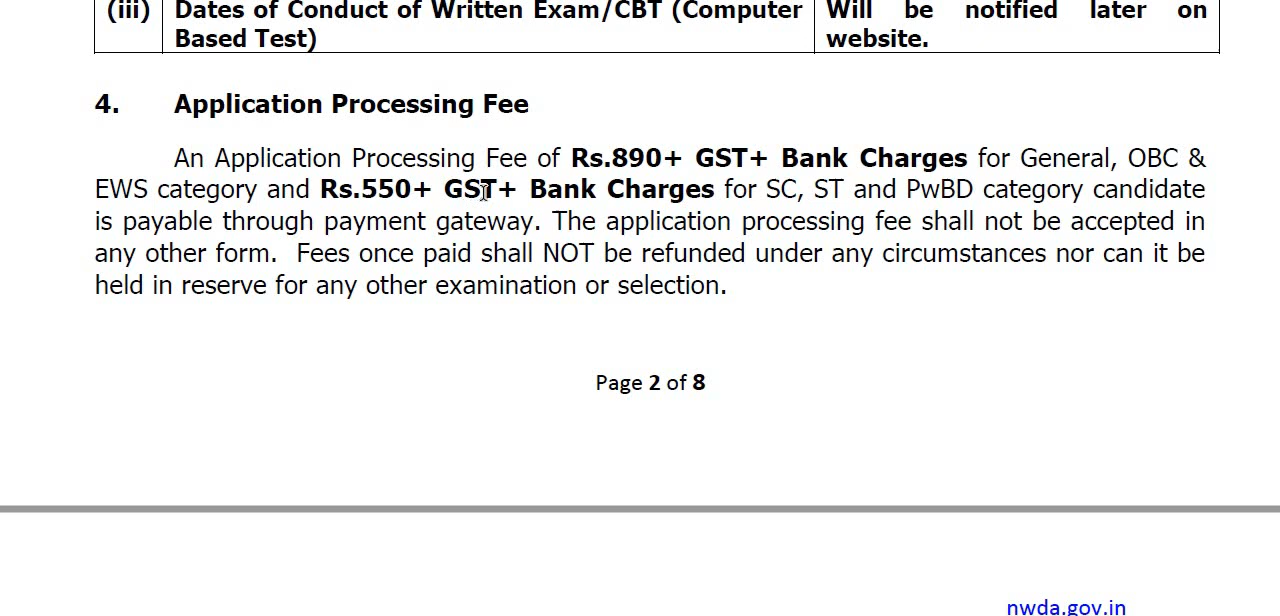 (iii) Dates of Conduct of Written Exam/CBT (Computer Will be notified later on
Based Test) website.
4. Application Processing Fee
An Application Processing Fee of Rs.890+ GST+ Bank Charges for General, OBC &
EWS category and Rs.550+ GST+ Bank Charges for SC, ST and PwBD category candidate
is payable through payment gateway. The application processing fee shall not be accepted in
any other form.  Fees once paid shall NOT be refunded under any circumstances nor can it be
held in reserve for any other examination or selection.
Page 2 of 8
nwda.gov.in